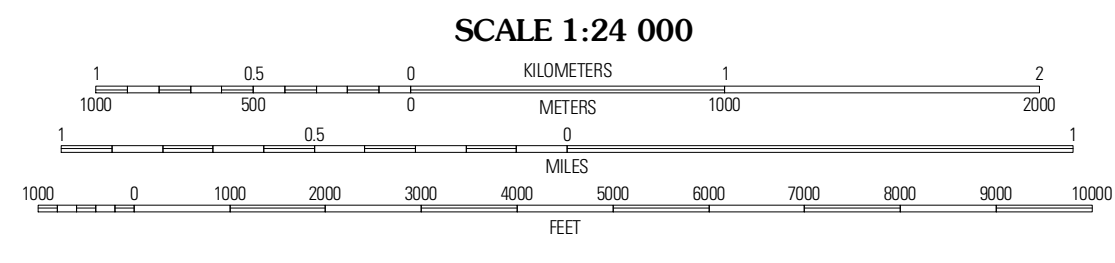 SCALE 1:24 000
1 0.5 0 KILOMETERS 1 2
1000 500 0 METERS 1000 2000
1 0.5 0 1
MILES
1000 0 1000 2000 3000 4000 5000 6000 7000 8000 9000 10000
FEET